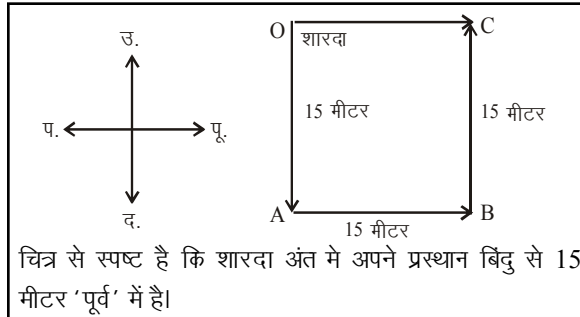 उ.
O
C
शारदा
15 मीटर
15 मीटर
प.
पू.
द.
A
B
15 मीटर
चित्र से स्पष्ट है कि शारदा अंत मे अपने प्रस्थान बिंदु से 15
मीटर ‘पूर्व’ में है।